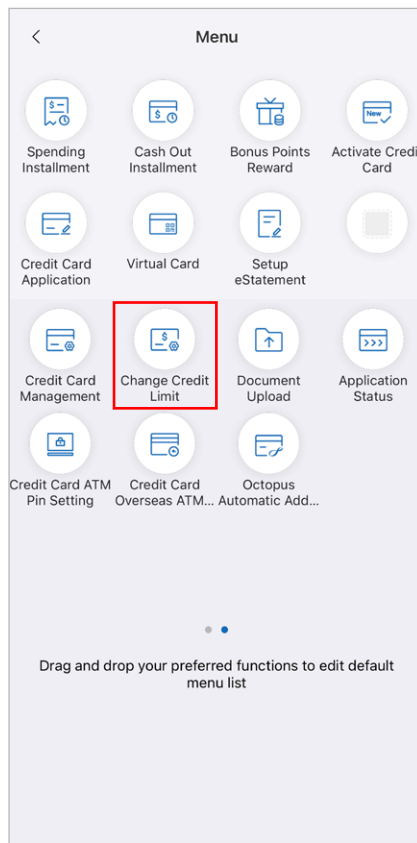 Menu
Spending
Installment
Cash Out
Installment
Bonus Points
Reward
Activate Credi
Card
Credit Card
Application
Virtual Card
Setup
eStatement
Credit Card
Management
Change Credit
Limit
Document
Upload
Application
Status
Credit Card ATM
Pin Setting
Credit Card
Overseas ATM...
Octopus
Automatic Add...
Drag and drop your preferred functions to edit default
menu list